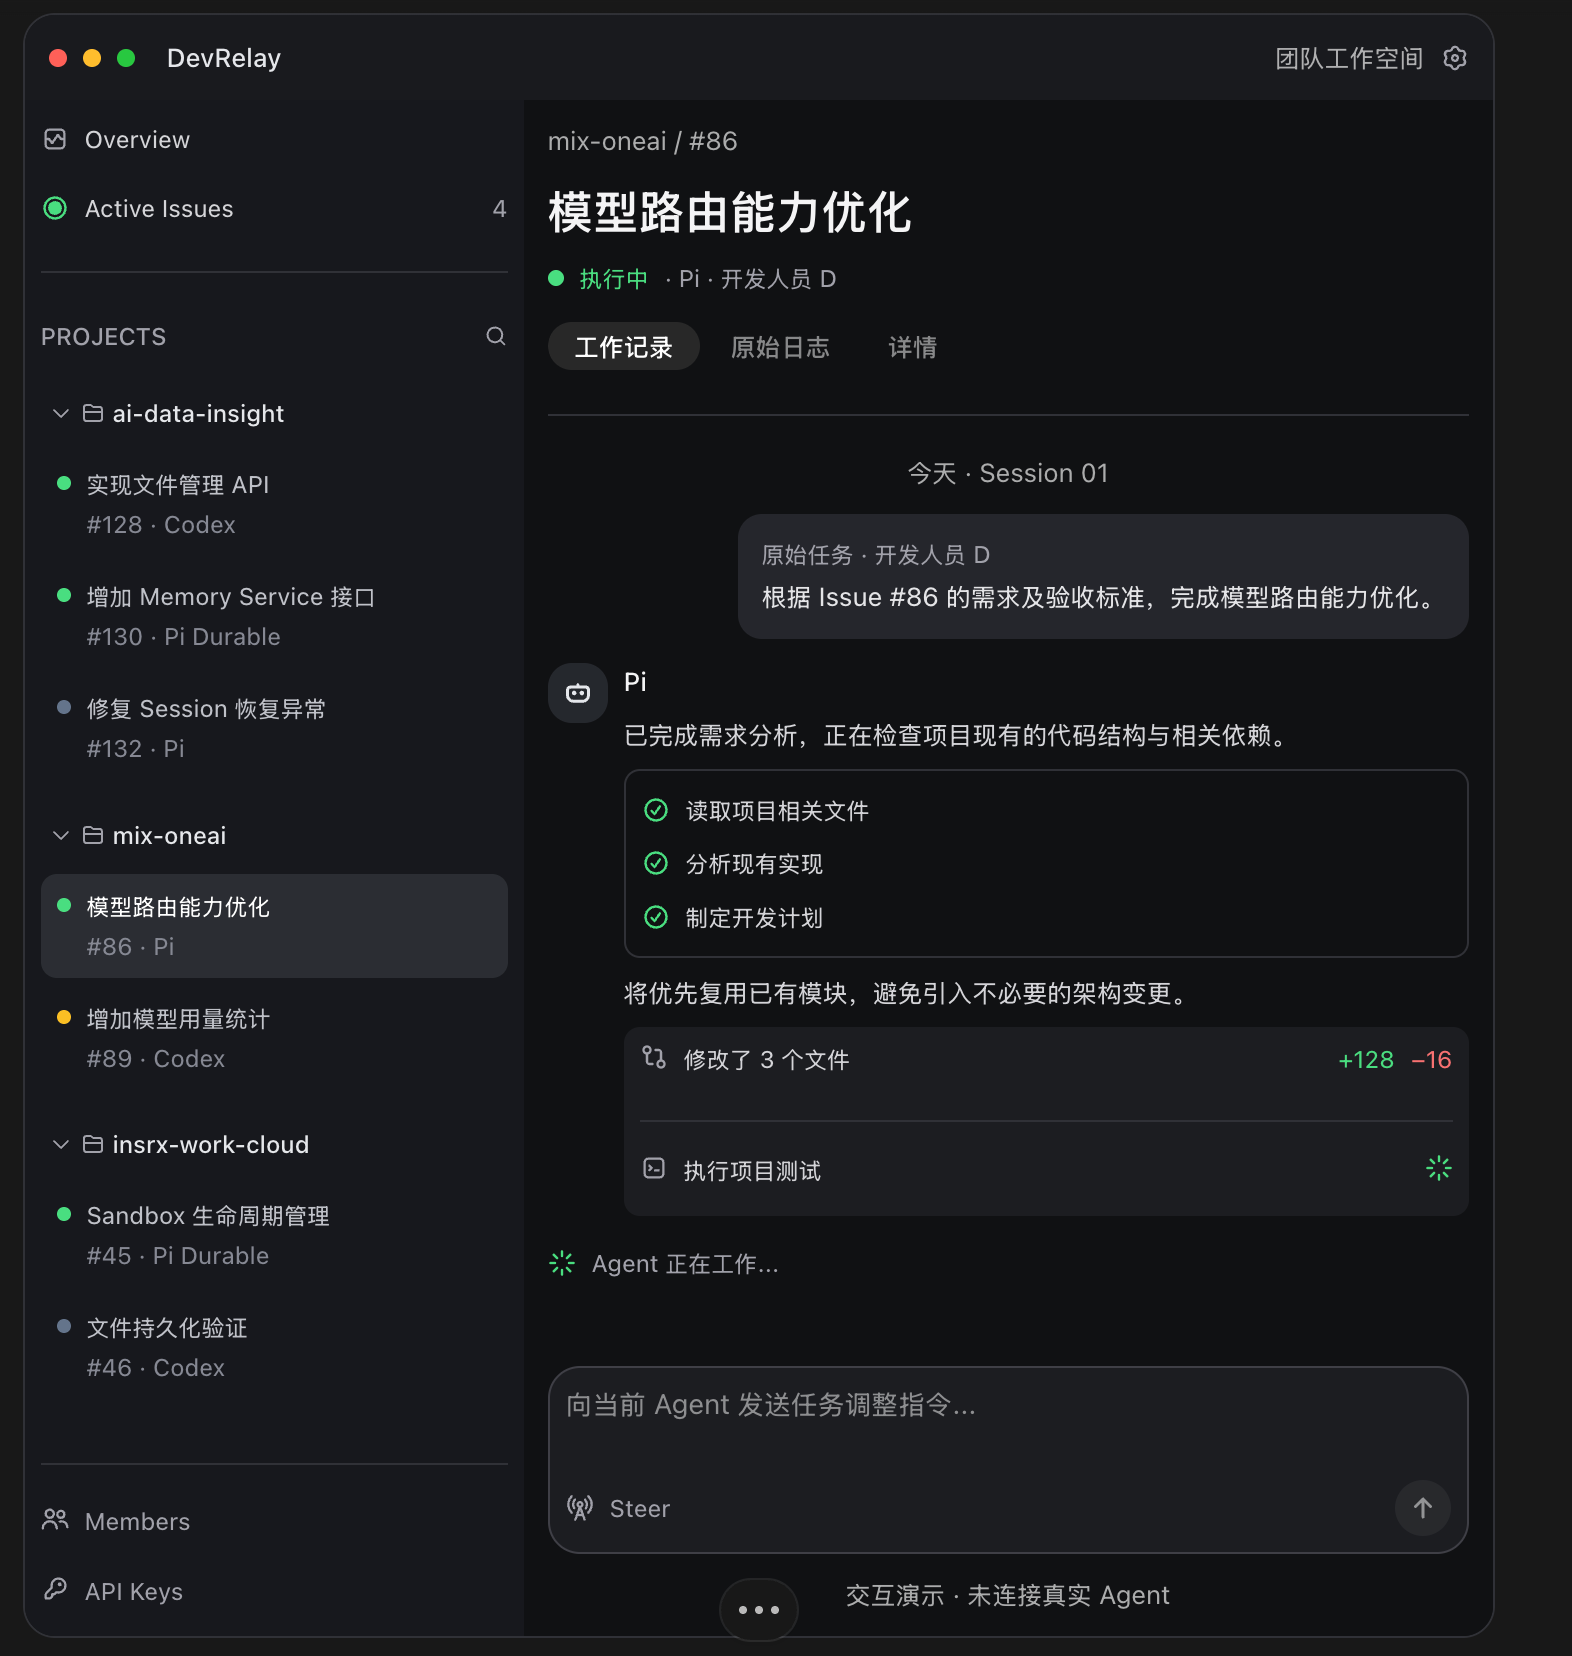 DevRelay
团队工作空间
Overview
Active Issues 4
PROJECTS
ai-data-insight
实现文件管理 API
#128 · Codex
增加 Memory Service 接口
#130 · Pi Durable
修复 Session 恢复异常
#132 · Pi
mix-oneai
模型路由能力优化
#86 · Pi
增加模型用量统计
#89 · Codex
insrx-work-cloud
Sandbox 生命周期管理
#45 · Pi Durable
文件持久化验证
#46 · Codex
Members
API Keys
mix-oneai / #86
模型路由能力优化
执行中 · Pi · 开发人员 D
工作记录 原始日志 详情
今天 · Session 01
原始任务 · 开发人员 D
根据 Issue #86 的需求及验收标准，完成模型路由能力优化。
Pi
已完成需求分析，正在检查项目现有的代码结构与相关依赖。
读取项目相关文件
分析现有实现
制定开发计划
将优先复用已有模块，避免引入不必要的架构变更。
修改了 3 个文件 +128 −16
执行项目测试
Agent 正在工作...
向当前 Agent 发送任务调整指令...
Steer
交互演示 · 未连接真实 Agent